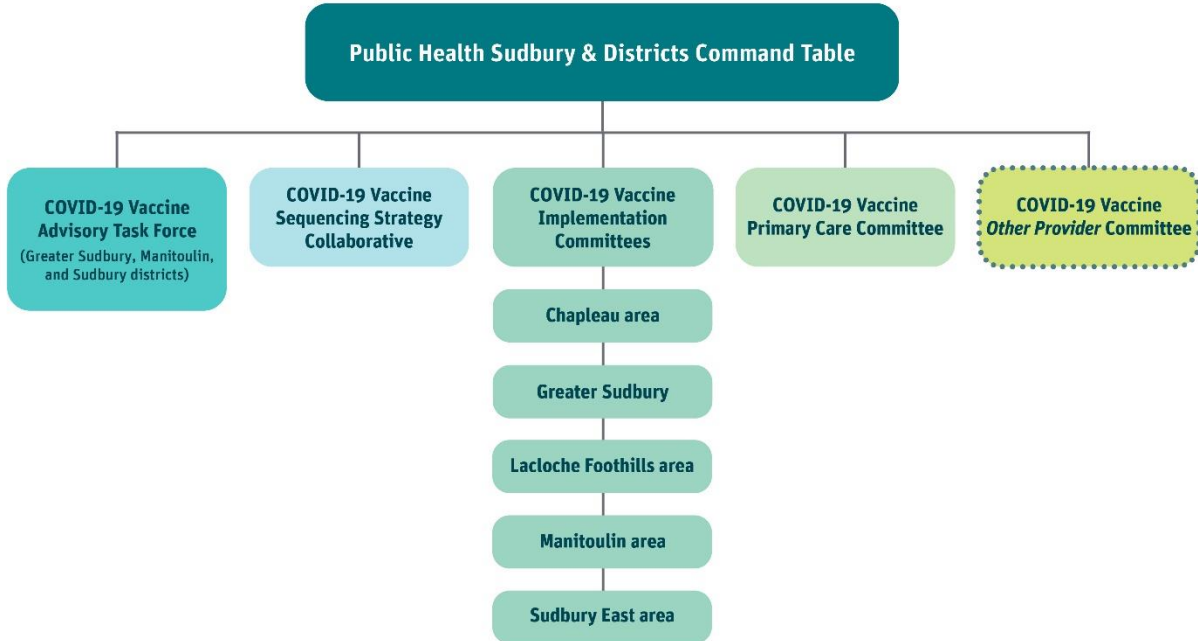 Public Health Sudbury & Districts Command Table
COVID-19 Vaccine
Advisory Task Force
(Greater Sudbury, Manitoulin,
and Sudbury districts)
COVID-19 Vaccine
Sequencing Strategy
Collaborative
COVID-19 Vaccine
Implementation
Committees
COVID-19 Vaccine
Primary Care Committee
COVID-19 Vaccine
Other Provider Committee
Chapleau area
Greater Sudbury
Lacloche Foothills area
Manitoulin area
Sudbury East area